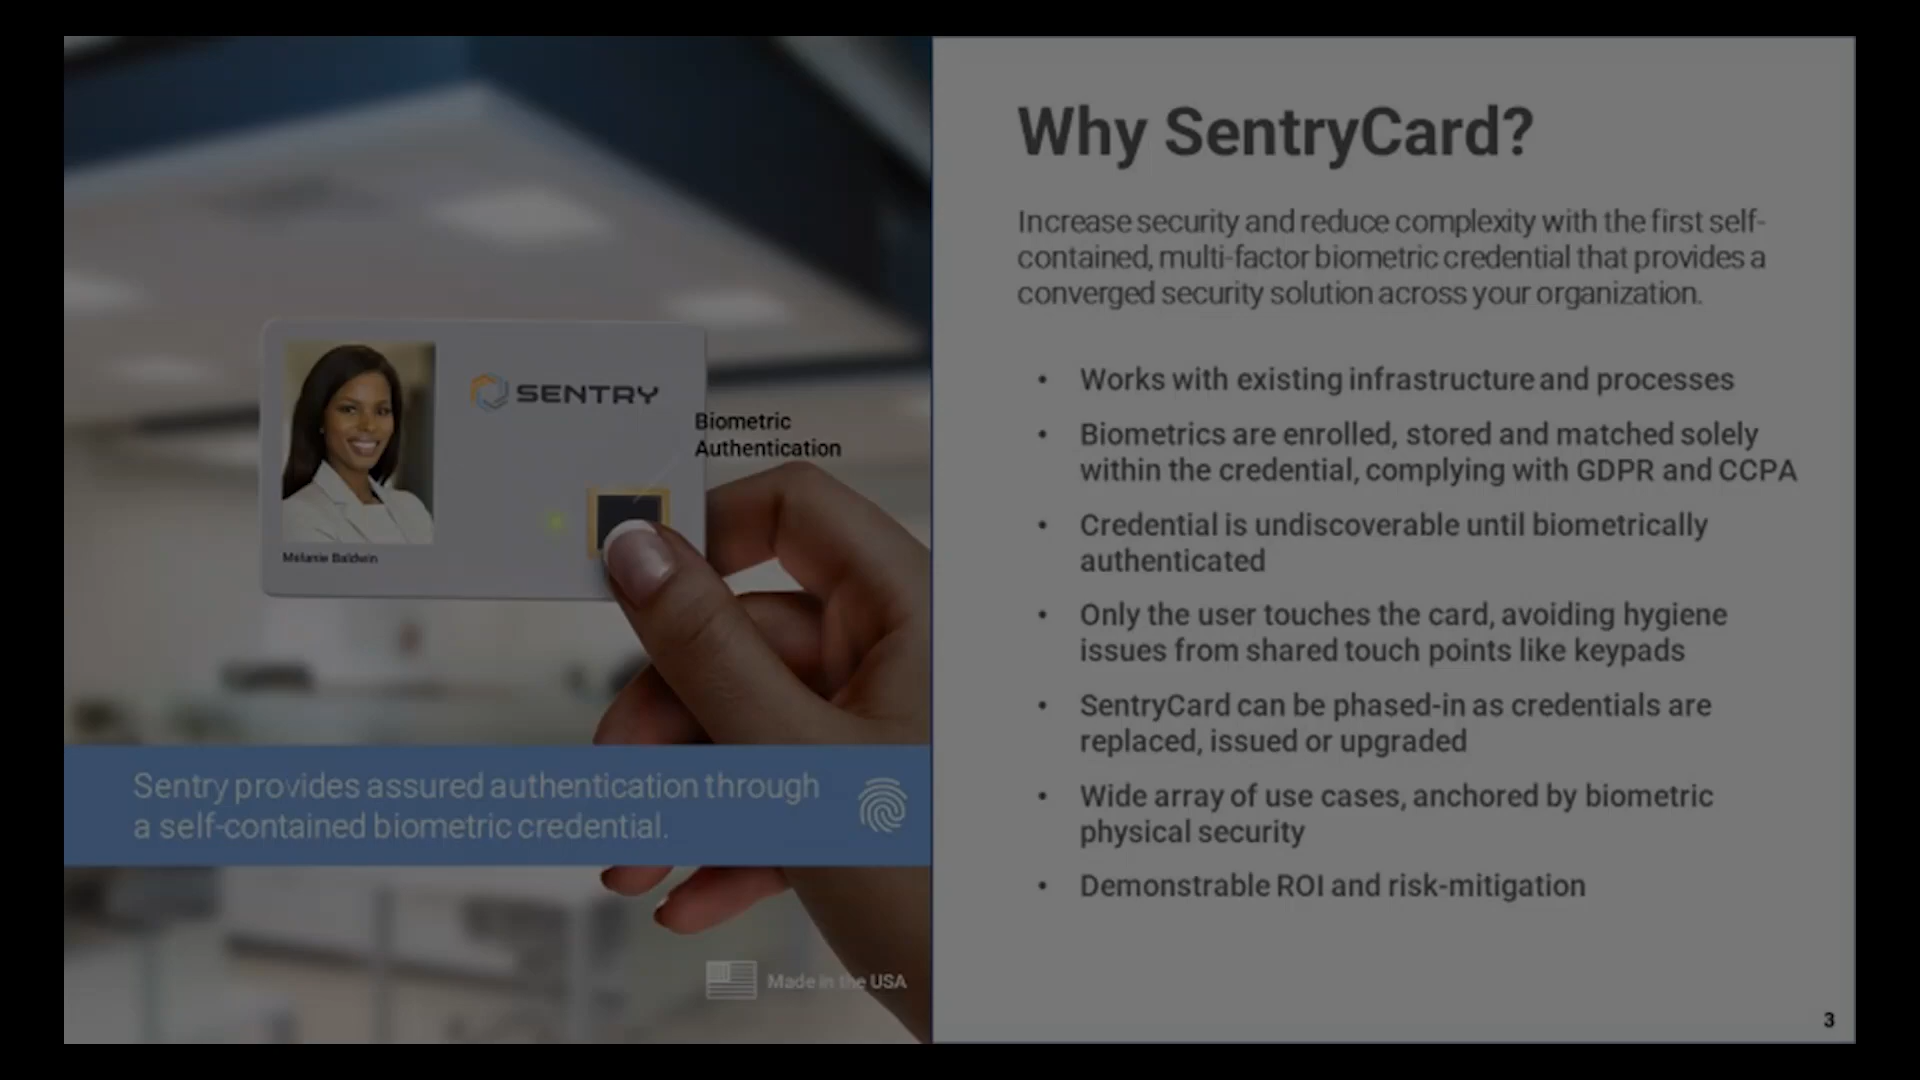 SENTRY
Biometric
Authentication
Melanie Baldwin
Sentry provides assured authentication through
a self-contained biometric credential.
Made in the USA
Why SentryCard?
Increase security and reduce complexity with the first self-
contained, multi-factor biometric credential that provides a
converged security solution across your organization.
• Works with existing infrastructure and processes
• Biometrics are enrolled, stored and matched solely
within the credential, complying with GDPR and CCPA
• Credential is undiscoverable until biometrically
authenticated
• Only the user touches the card, avoiding hygiene
issues from shared touch points like keypads
• SentryCard can be phased-in as credentials are
replaced, issued or upgraded
• Wide array of use cases, anchored by biometric
physical security
• Demonstrable ROI and risk-mitigation
3